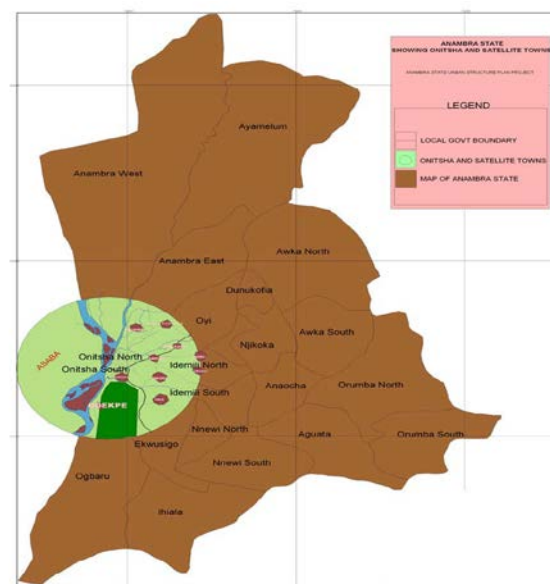 ANAMBRA STATE
SHOWING ONITSHA AND SATELLITE TOWNS
ANAMBRA STATE URBAN STRUCTURE PLAN PROJECT
LEGEND
LOCAL GOVT BOUNDARY
ONITSHA AND SATELLITE TOWNS
MAP OF ANAMBRA STATE
Ayamelum
Anambra West
Awka North
Anambra East
Dunukofia
Oyi
Awka South
Njikoka
ASABA
Onitsha North
Onitsha South
Idemili North
Anaocha
Orumba North
Idemili South
Nnewi North
Aguata
Orumba South
Ekwusigo
Nnewi South
Ogbaru
Ihiala